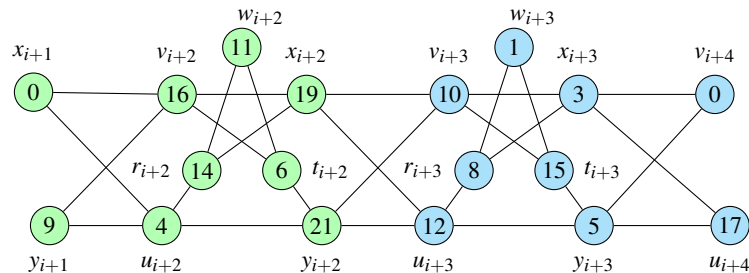 w_{i+2} w_{i+3}
x_{i+1} v_{i+2} 11 x_{i+2} v_{i+3} 1 x_{i+3} v_{i+4}
0 16 19 10 3 0
r_{i+2} 14 6 t_{i+2} r_{i+3} 8 15 t_{i+3}
9 4 21 12 5 17
y_{i+1} u_{i+2} y_{i+2} u_{i+3} y_{i+3} u_{i+4}